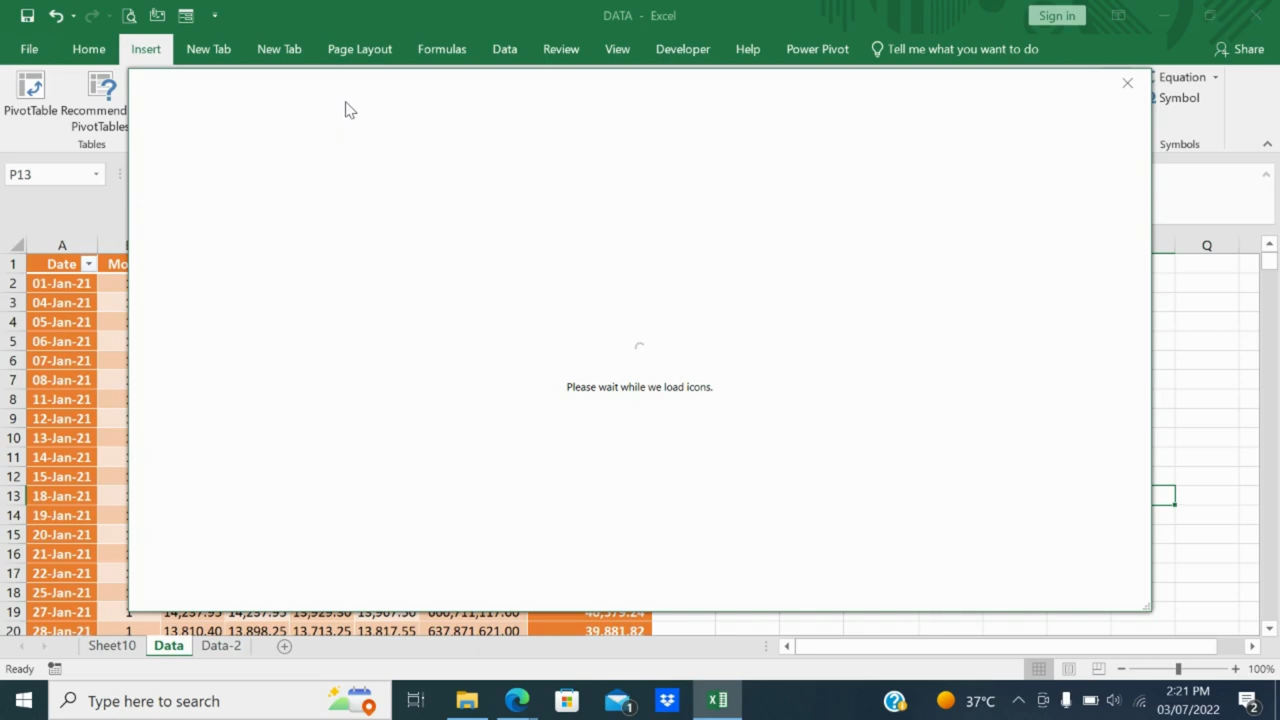 DATA - Excel
Sign in
File Home Insert New Tab New Tab Page Layout Formulas Data Review View Developer Help Power Pivot Tell me what you want to do Share
PivotTable Recommend
PivotTables
Tables
Equation
Symbol
Symbols
P13
A Q
1 Date Mo
2 01-Jan-21
3 04-Jan-21
4 05-Jan-21
5 06-Jan-21
6 07-Jan-21
7 08-Jan-21
8 11-Jan-21
9 12-Jan-21
10 13-Jan-21
11 14-Jan-21
12 15-Jan-21
13 18-Jan-21
14 19-Jan-21
15 20-Jan-21
16 21-Jan-21
17 22-Jan-21
18 25-Jan-21
19 27-Jan-21 1
20 28-Jan-21 1 13,810.40 13,898.25 13,713.25 13,817.55 637,871,621.00 39,881.82
Please wait while we load icons.
Sheet10 Data Data-2
Ready 100%
Type here to search
1
37°C
2:21 PM
03/07/2022
2